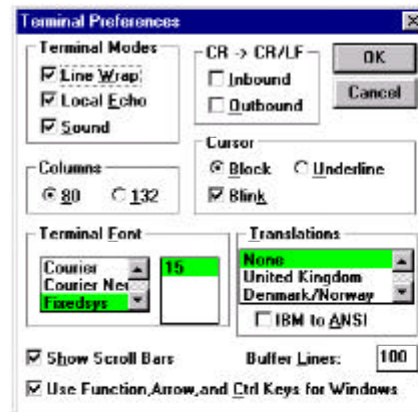 Terminal Preferences
Terminal Modes
Line Wrap
Local Echo
Sound
CR -> CR/LF
Inbound
Outbound
OK
Cancel
Columns
80
132
Cursor
Block
Underline
Blink
Terminal Font
Courier
Courier Ne
Fixedsys
15
Translations
None
United Kingdom
Denmark/Norway
IBM to ANSI
Show Scroll Bars
Buffer Lines:
100
Use Function,Arrow,and Ctrl Keys for Windows